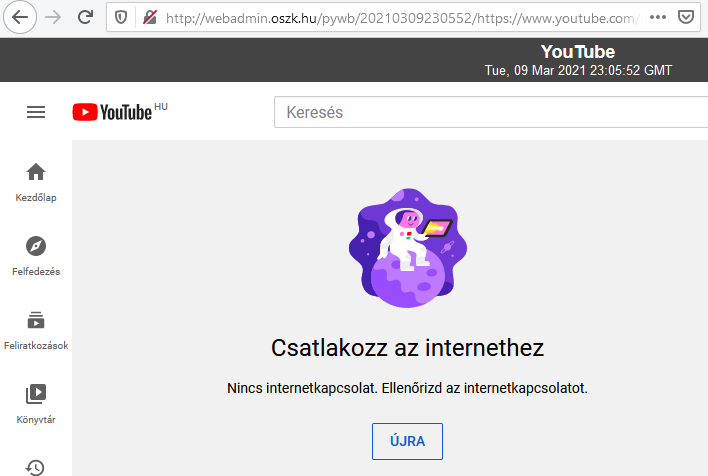 http://webadmin.oszk.hu/pywb/20210309230552/https://www.youtube.com/
YouTube
Tue, 09 Mar 2021 23:05:52 GMT
YouTube HU
Keresés
Kezdőlap
Felfedezés
Feliratkozások
Könyvtár
Csatlakozz az internethez
Nincs internetkapcsolat. Ellenőrizd az internetkapcsolatot.
ÚJRA